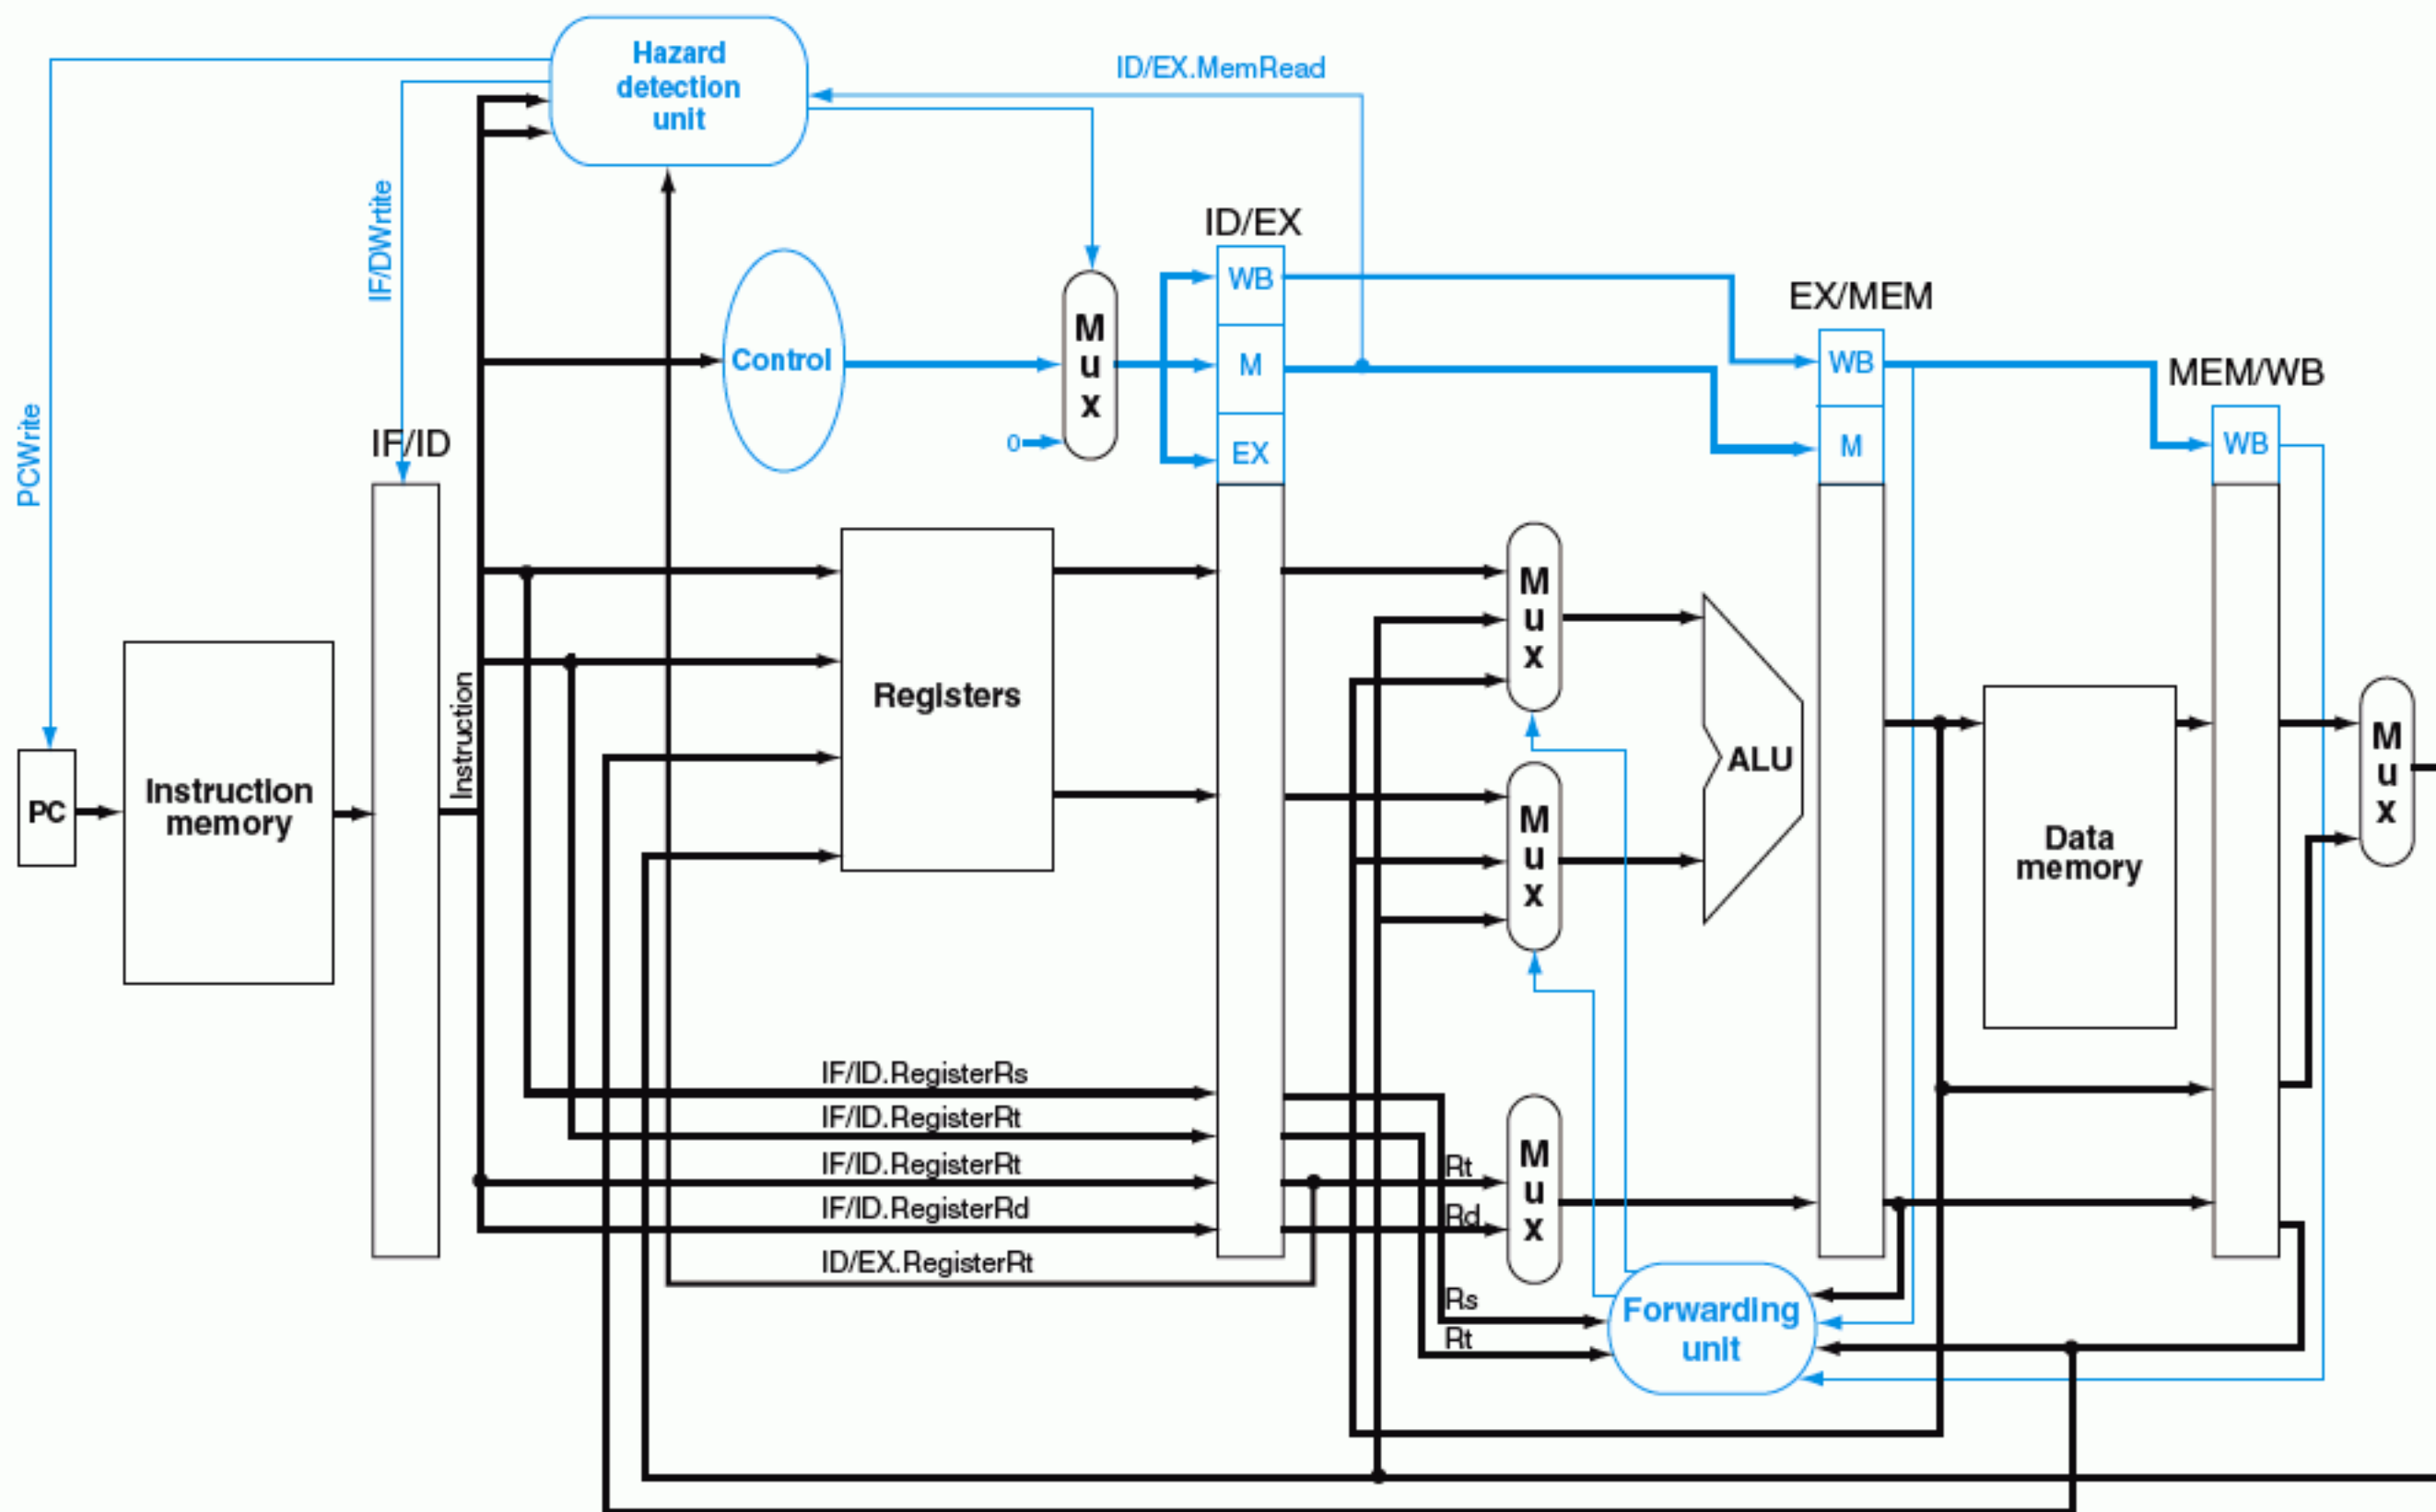 Hazard
detection
unit
ID/EX.MemRead
IF/DWrtite
ID/EX
WB
M
EX
EX/MEM
WB
M
MEM/WB
WB
Control
M
u
x
0
PCWrite
IF/ID
Instruction
PC
Instruction
memory
Registers
M
u
x
M
u
x
ALU
Data
memory
M
u
x
IF/ID.RegisterRs
IF/ID.RegisterRt
IF/ID.RegisterRt
IF/ID.RegisterRd
ID/EX.RegisterRt
Rt
Rd
M
u
x
Rs
Rt
Forwarding
unit